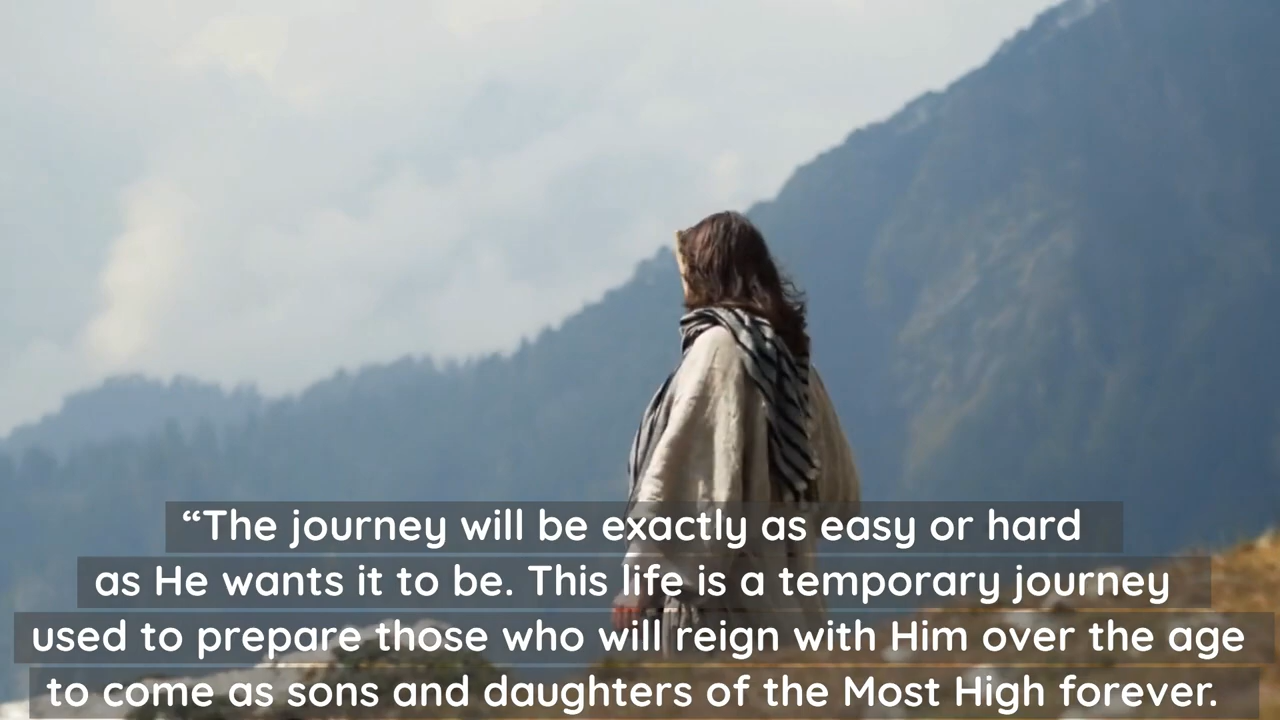 “The journey will be exactly as easy or hard
as He wants it to be. This life is a temporary journey
used to prepare those who will reign with Him over the age
to come as sons and daughters of the Most High forever.